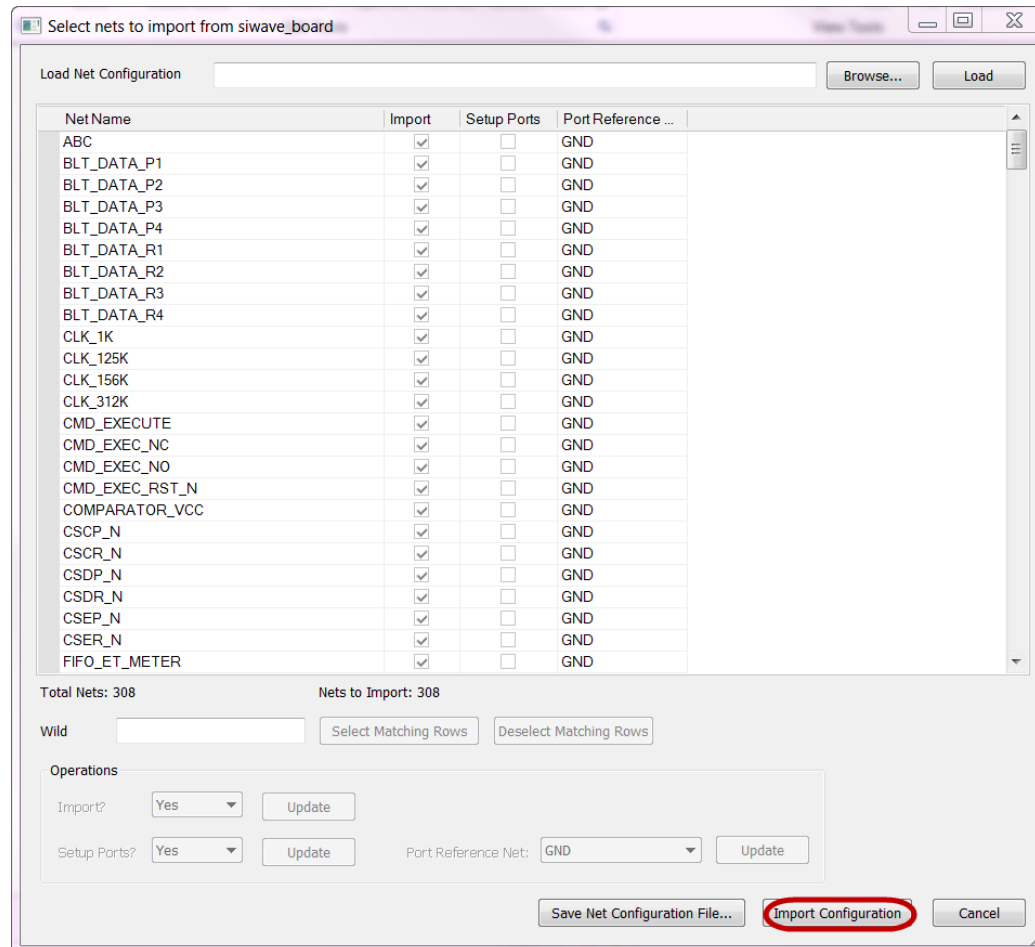 Select nets to import from siwave_board
Load Net Configuration Browse... Load
Net Name Import Setup Ports Port Reference ...
ABC GND
BLT_DATA_P1 GND
BLT_DATA_P2 GND
BLT_DATA_P3 GND
BLT_DATA_P4 GND
BLT_DATA_R1 GND
BLT_DATA_R2 GND
BLT_DATA_R3 GND
BLT_DATA_R4 GND
CLK_1K GND
CLK_125K GND
CLK_156K GND
CLK_312K GND
CMD_EXECUTE GND
CMD_EXEC_NC GND
CMD_EXEC_NO GND
CMD_EXEC_RST_N GND
COMPARATOR_VCC GND
CSCP_N GND
CSCR_N GND
CSDP_N GND
CSDR_N GND
CSEP_N GND
CSER_N GND
FIFO_ET_METER GND
Total Nets: 308 Nets to Import: 308
Wild Select Matching Rows Deselect Matching Rows
Operations
Import? Yes Update
Setup Ports? Yes Update Port Reference Net: GND Update
Save Net Configuration File... Import Configuration Cancel